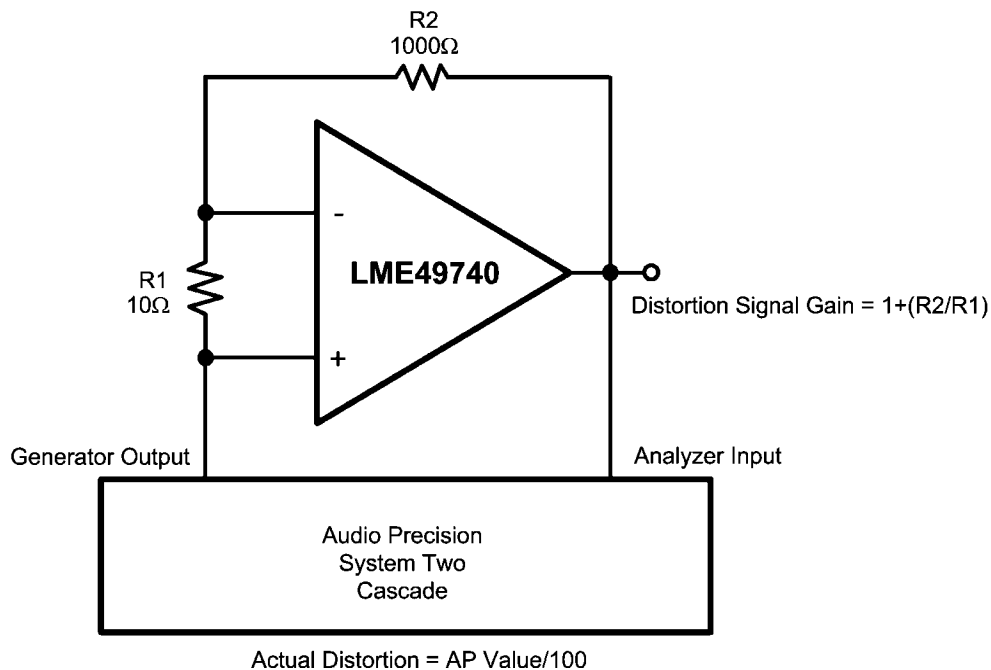 R2
1000Ω
-
LME49740
R1
10Ω
Distortion Signal Gain = 1+(R2/R1)
+
Generator Output
Analyzer Input
Audio Precision
System Two
Cascade
Actual Distortion = AP Value/100